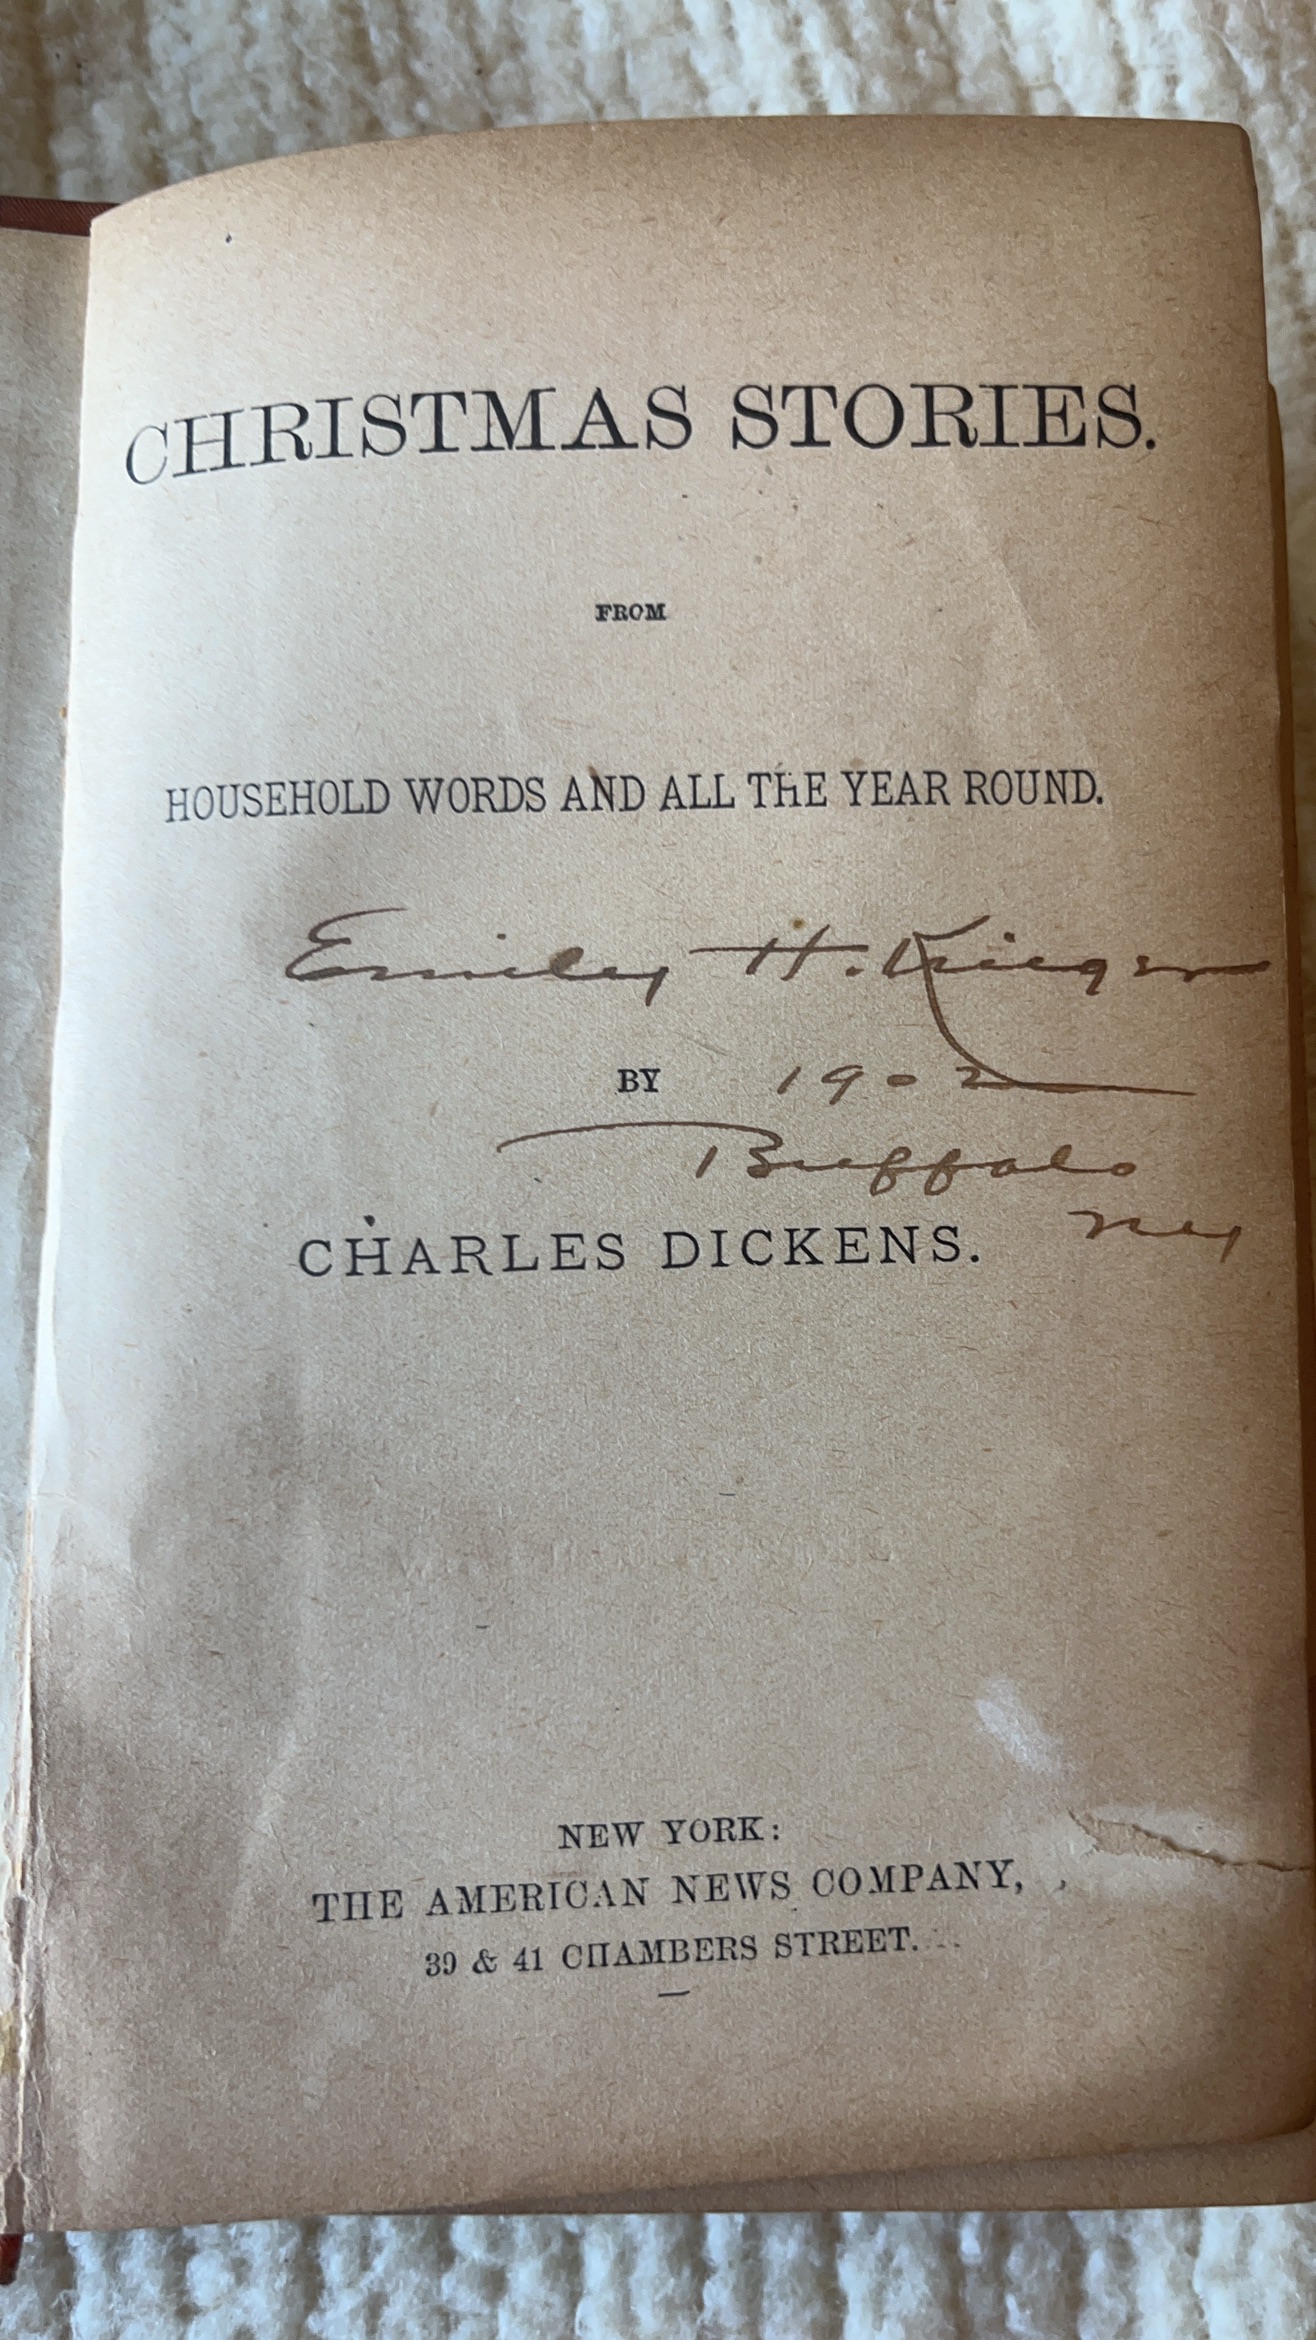 CHRISTMAS STORIES.
FROM
HOUSEHOLD WORDS AND ALL THE YEAR ROUND.
Emily H. Krieger
BY 1902
Buffalo
NY
CHARLES DICKENS.
NEW YORK:
THE AMERICAN NEWS COMPANY,
39 & 41 CHAMBERS STREET.